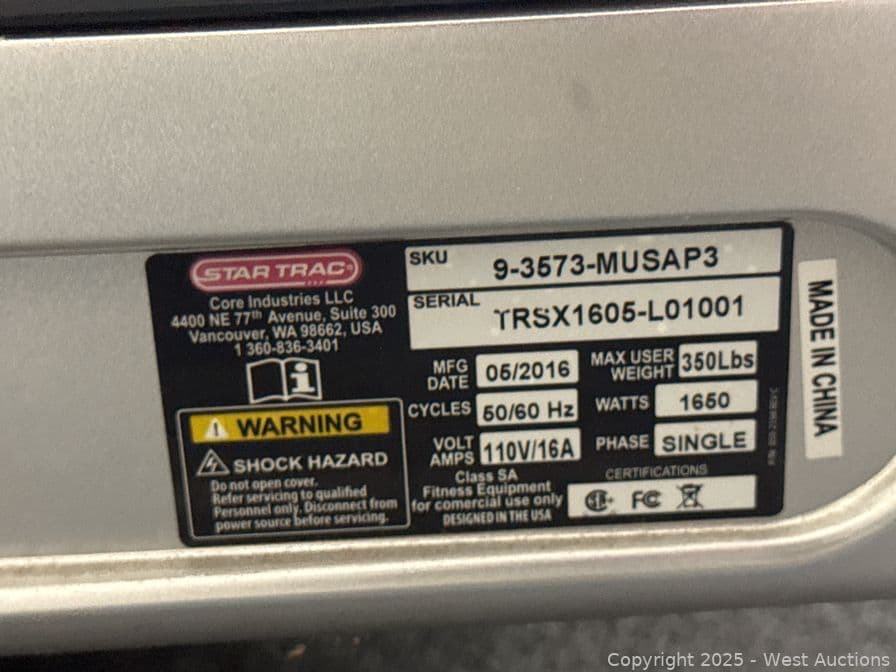 STAR TRAC
Core Industries LLC
4400 NE 77th Avenue, Suite 300
Vancouver, WA 98662, USA
1 360-836-3401
WARNING
SHOCK HAZARD
Do not open cover.
Refer servicing to qualified
Personnel only. Disconnect from
power source before servicing.
SKU 9-3573-MUSAP3
SERIAL TRSX1605-L01001
MFG DATE 05/2016
MAX USER WEIGHT 350Lbs
CYCLES 50/60 Hz
WATTS 1650
VOLT AMPS 110V/16A
PHASE SINGLE
Class SA
Fitness Equipment
for comercial use only
DESIGNED IN THE USA
CERTIFICATIONS
FC
MADE IN CHINA
Copyright 2025 - West Auctions